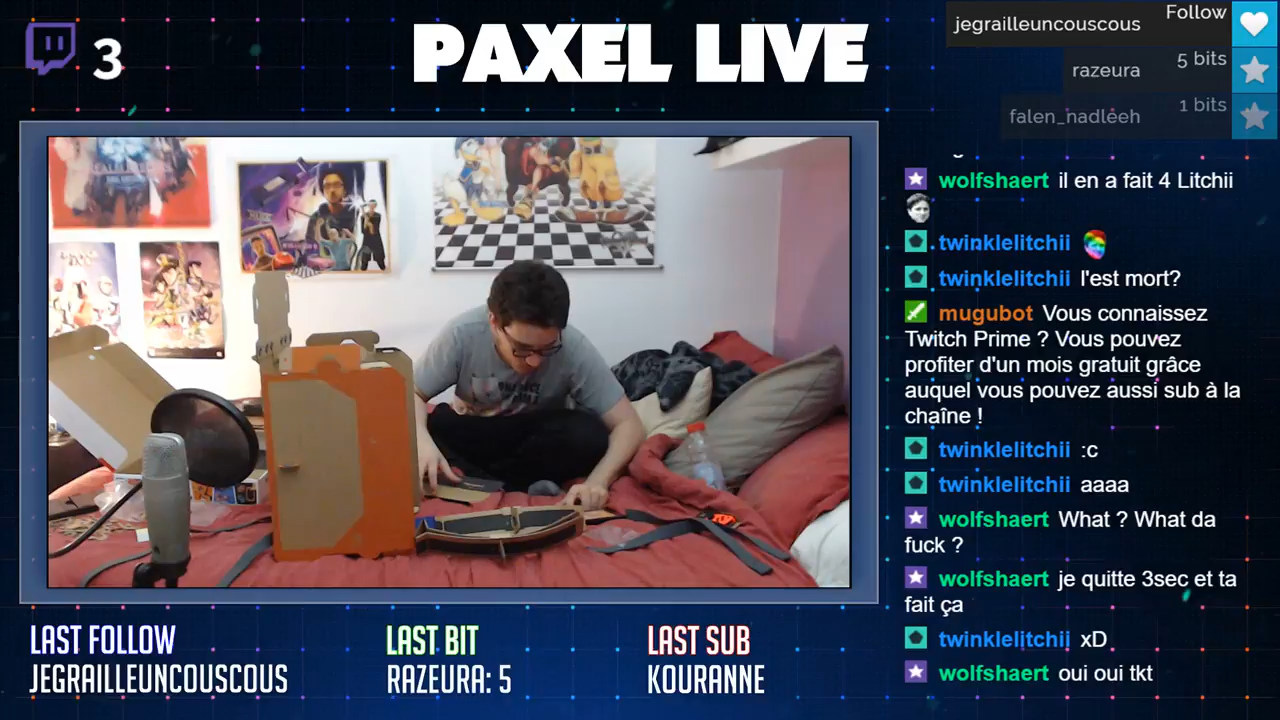 3
PAXEL LIVE
jegrailleuncouscous Follow
razeura 5 bits
falen_nadleeh 1 bits
wolfshaert il en a fait 4 Litchii
twinklelitchii
twinklelitchii l'est mort?
mugubot Vous connaissez
Twitch Prime ? Vous pouvez
profiter d'un mois gratuit grâce
auquel vous pouvez aussi sub à la
chaîne !
twinklelitchii :c
twinklelitchii aaaa
wolfshaert What ? What da
fuck ?
wolfshaert je quitte 3sec et ta
fait ça
twinklelitchii xD
wolfshaert oui oui tkt
LAST FOLLOW
JEGRAILLEUNCOUSCOUS
LAST BIT
RAZEURA: 5
LAST SUB
KOURANNE